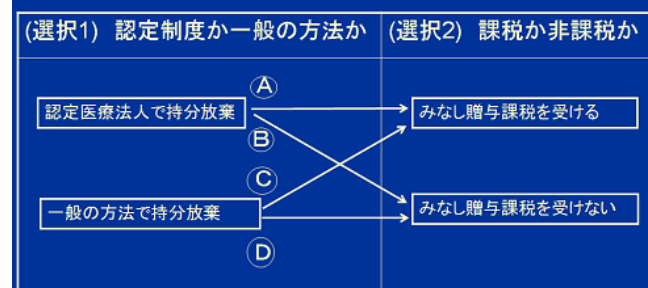 (選択1) 認定制度か一般の方法か
(選択2) 課税か非課税か
Ⓐ
認定医療法人で持分放棄
みなし贈与課税を受ける
Ⓑ
Ⓒ
一般の方法で持分放棄
みなし贈与課税を受けない
Ⓓ